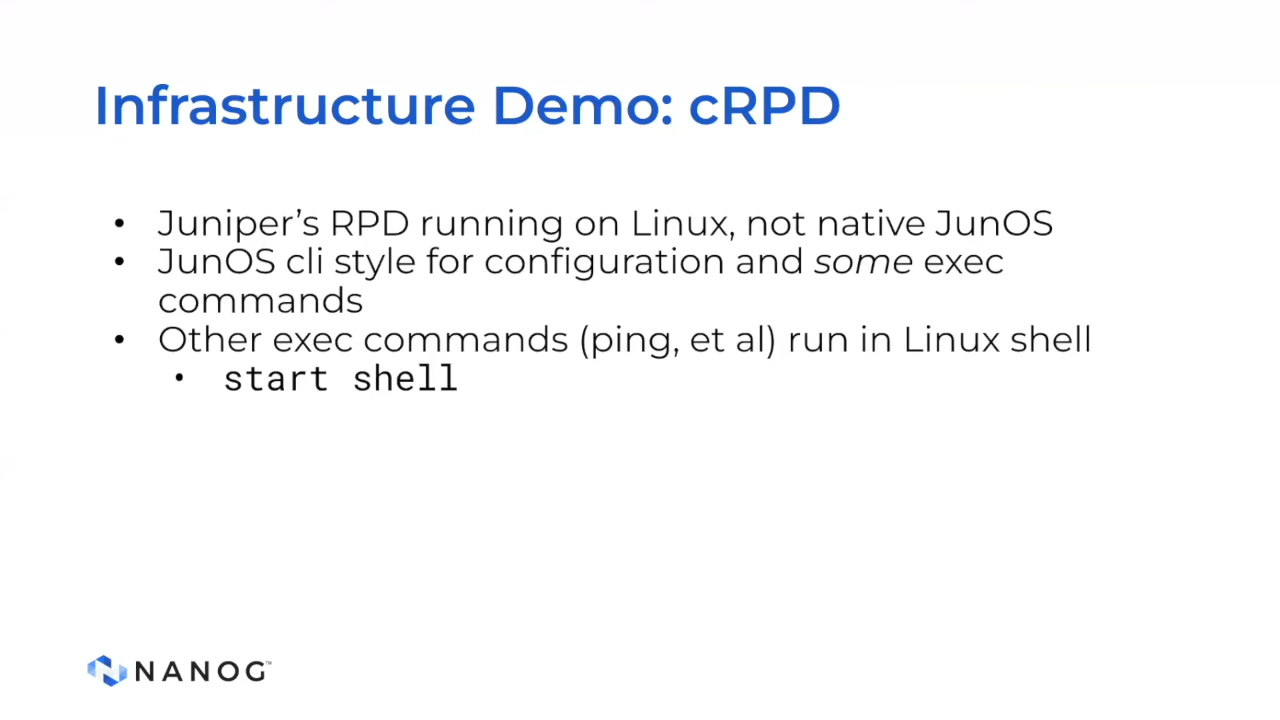 Infrastructure Demo: cRPD
• Juniper’s RPD running on Linux, not native JunOS
• JunOS cli style for configuration and some exec
commands
• Other exec commands (ping, et al) run in Linux shell
• start shell
NANOG™